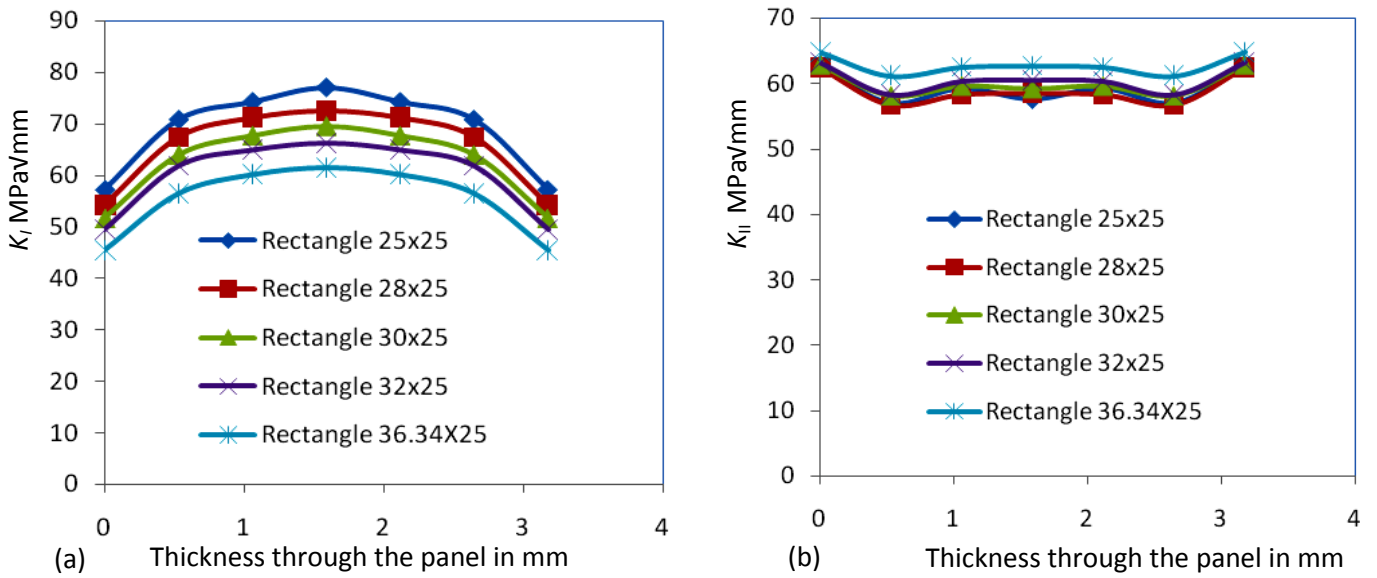 90
80
70
60
50
40
30
20
10
0
K_I MPa√mm
Rectangle 25x25
Rectangle 28x25
Rectangle 30x25
Rectangle 32x25
Rectangle 36.34X25
0 1 2 3 4
(a) Thickness through the panel in mm
70
60
50
40
30
20
10
0
K_II MPa√mm
Rectangle 25x25
Rectangle 28x25
Rectangle 30x25
Rectangle 32x25
Rectangle 36.34X25
0 1 2 3 4
(b) Thickness through the panel in mm